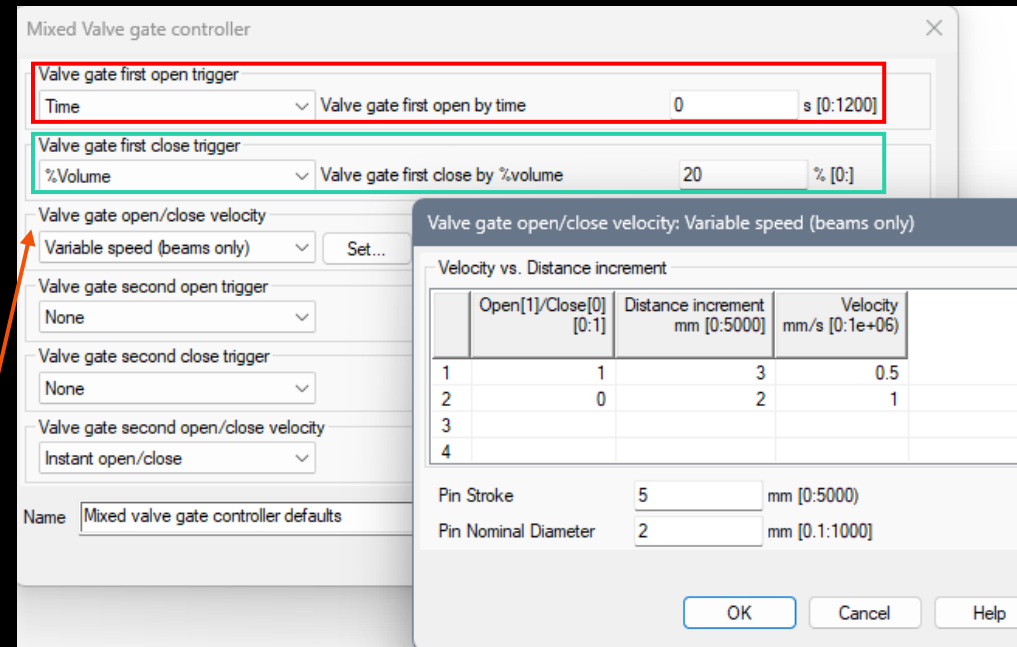 Mixed Valve gate controller
Valve gate first open trigger
Time Valve gate first open by time 0 s [0:1200]
Valve gate first close trigger
%Volume Valve gate first close by %volume 20 % [0:]
Valve gate open/close velocity
Variable speed (beams only) Set...
Valve gate second open trigger
None
Valve gate second close trigger
None
Valve gate second open/close velocity
Instant open/close
Name Mixed valve gate controller defaults
Valve gate open/close velocity: Variable speed (beams only)
Velocity vs. Distance increment
Open[1]/Close[0] Distance increment Velocity
[0:1] mm [0:5000] mm/s [0:1e+06)
1 1 3 0.5
2 0 2 1
3
4
Pin Stroke 5 mm [0:5000)
Pin Nominal Diameter 2 mm [0.1:1000]
OK Cancel Help